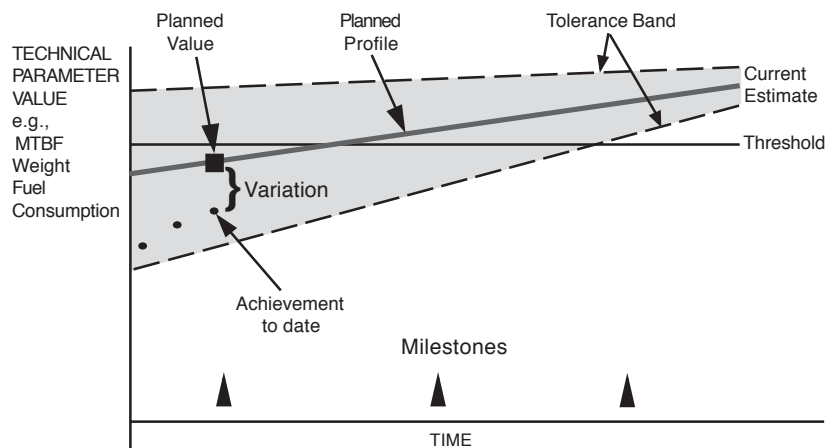 Planned
Value
Planned
Profile
Tolerance Band
TECHNICAL
PARAMETER
VALUE
e.g.,
MTBF
Weight
Fuel
Consumption
Current
Estimate
Threshold
Variation
Achievement
to date
Milestones
TIME